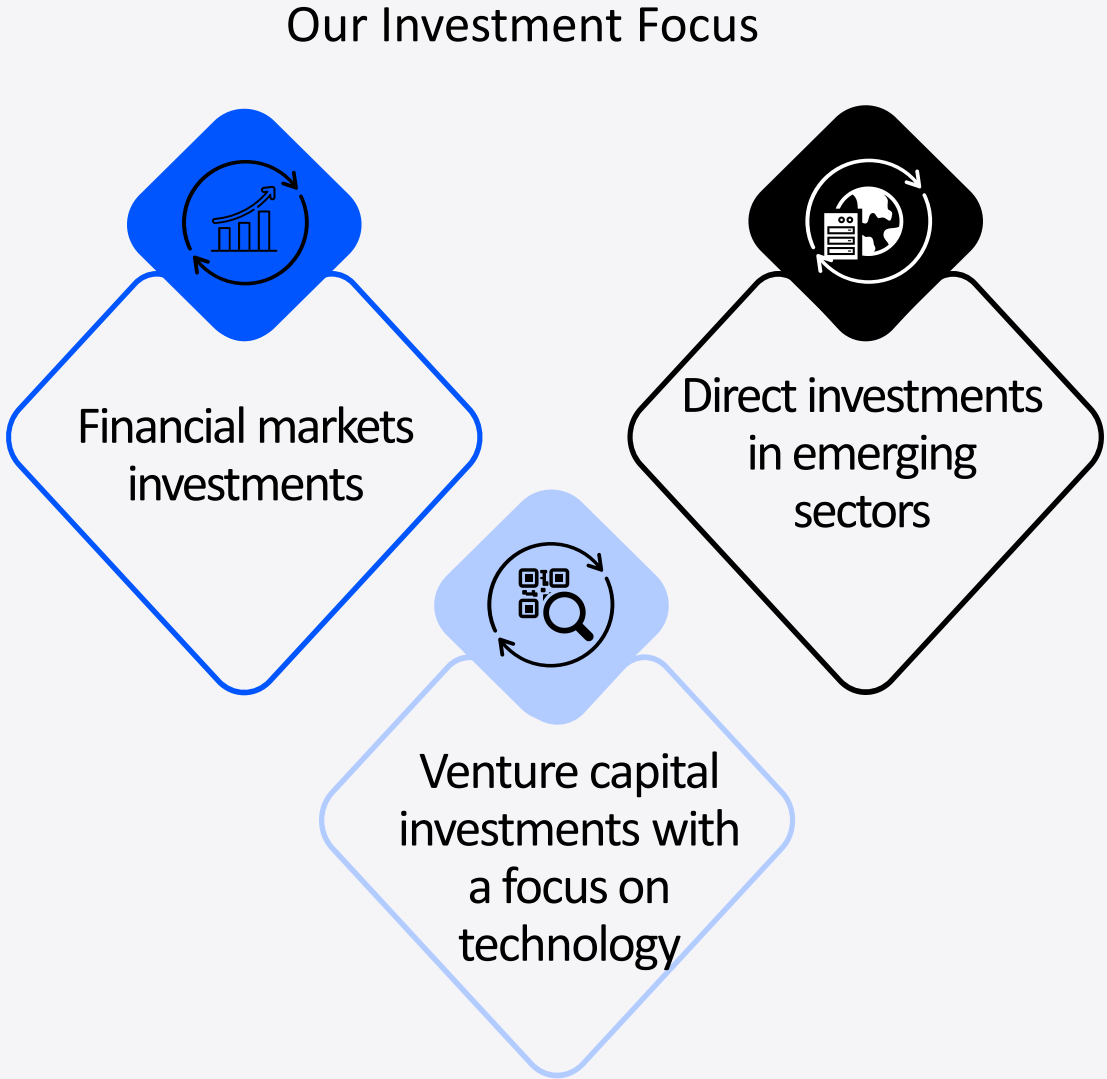 Our Investment Focus
Financial markets
investments
Direct investments
in emerging
sectors
Venture capital
investments with
a focus on
technology